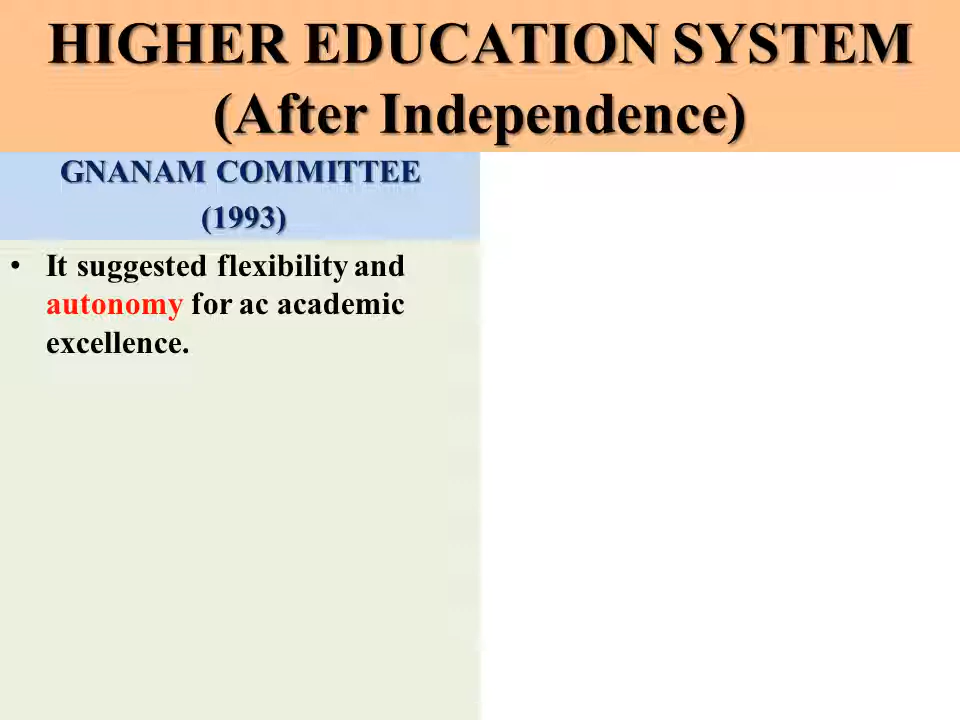 HIGHER EDUCATION SYSTEM
(After Independence)
GNANAM COMMITTEE
(1993)
• It suggested flexibility and
autonomy for ac academic
excellence.